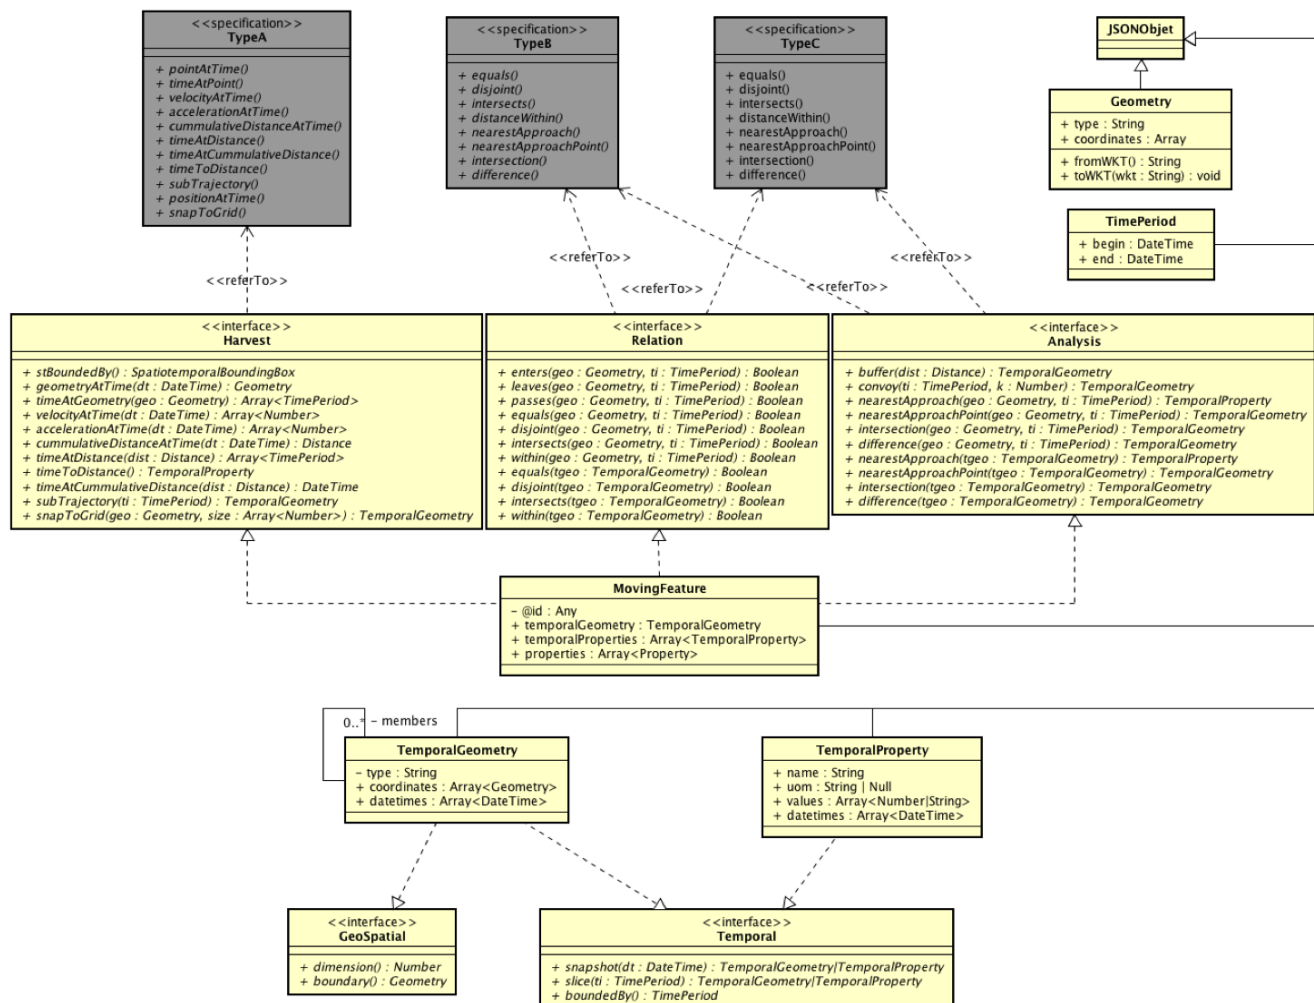 <<specification>>
TypeA
+ pointAtTime()
+ timeAtPoint()
+ velocityAtTime()
+ accelerationAtTime()
+ cummulativeDistanceAtTime()
+ timeAtDistance()
+ timeAtCummulativeDistance()
+ timeToDistance()
+ subTrajectory()
+ positionAtTime()
+ snapToGrid()
<<specification>>
TypeB
+ equals()
+ disjoint()
+ intersects()
+ distanceWithin()
+ nearestApproach()
+ nearestApproachPoint()
+ intersection()
+ difference()
<<specification>>
TypeC
+ equals()
+ disjoint()
+ intersects()
+ distanceWithin()
+ nearestApproach()
+ nearestApproachPoint()
+ intersection()
+ difference()
JSONObjet
Geometry
+ type : String
+ coordinates : Array
+ fromWKT() : String
+ toWKT(wkt : String) : void
TimePeriod
+ begin : DateTime
+ end : DateTime
<<referTo>>
<<referTo>>
<<referTo>>
<<referTo>>
<<referTo>>
<<interface>>
Harvest
+ stBoundedBy() : SpatiotemporalBoundingBox
+ geometryAtTime(dt : DateTime) : Geometry
+ timeAtGeometry(geo : Geometry) : Array<TimePeriod>
+ velocityAtTime(dt : DateTime) : Array<Number>
+ accelerationAtTime(dt : DateTime) : Array<Number>
+ cummulativeDistanceAtTime(dt : DateTime) : Distance
+ timeAtDistance(dist : Distance) : Array<TimePeriod>
+ timeToDistance() : TemporalProperty
+ timeAtCummulativeDistance(dist : Distance) : DateTime
+ subTrajectory(ti : TimePeriod) : TemporalGeometry
+ snapToGrid(geo : Geometry, size : Array<Number>) : TemporalGeometry
<<interface>>
Relation
+ enters(geo : Geometry, ti : TimePeriod) : Boolean
+ leaves(geo : Geometry, ti : TimePeriod) : Boolean
+ passes(geo : Geometry, ti : TimePeriod) : Boolean
+ equals(geo : Geometry, ti : TimePeriod) : Boolean
+ disjoint(geo : Geometry, ti : TimePeriod) : Boolean
+ intersects(geo : Geometry, ti : TimePeriod) : Boolean
+ within(geo : Geometry, ti : TimePeriod) : Boolean
+ equals(tgeo : TemporalGeometry) : Boolean
+ disjoint(tgeo : TemporalGeometry) : Boolean
+ intersects(tgeo : TemporalGeometry) : Boolean
+ within(tgeo : TemporalGeometry) : Boolean
<<interface>>
Analysis
+ buffer(dist : Distance) : TemporalGeometry
+ convoy(ti : TimePeriod, k : Number) : TemporalGeometry
+ nearestApproach(geo : Geometry, ti : TimePeriod) : TemporalProperty
+ nearestApproachPoint(geo : Geometry, ti : TimePeriod) : TemporalGeometry
+ intersection(geo : Geometry, ti : TimePeriod) : TemporalGeometry
+ difference(geo : Geometry, ti : TimePeriod) : TemporalGeometry
+ nearestApproach(tgeo : TemporalGeometry) : TemporalProperty
+ nearestApproachPoint(tgeo : TemporalGeometry) : TemporalGeometry
+ intersection(tgeo : TemporalGeometry) : TemporalGeometry
+ difference(tgeo : TemporalGeometry) : TemporalGeometry
MovingFeature
- @id : Any
+ temporalGeometry : TemporalGeometry
+ temporalProperties : Array<TemporalProperty>
+ properties : Array<Property>
0..* - members
TemporalGeometry
- type : String
+ coordinates : Array<Geometry>
+ datetimes : Array<DateTime>
TemporalProperty
+ name : String
+ uom : String | Null
+ values : Array<Number|String>
+ datetimes : Array<DateTime>
<<interface>>
GeoSpatial
+ dimension() : Number
+ boundary() : Geometry
<<interface>>
Temporal
+ snapshot(dt : DateTime) : TemporalGeometry|TemporalProperty
+ slice(ti : TimePeriod) : TemporalGeometry|TemporalProperty
+ boundedBy() : TimePeriod